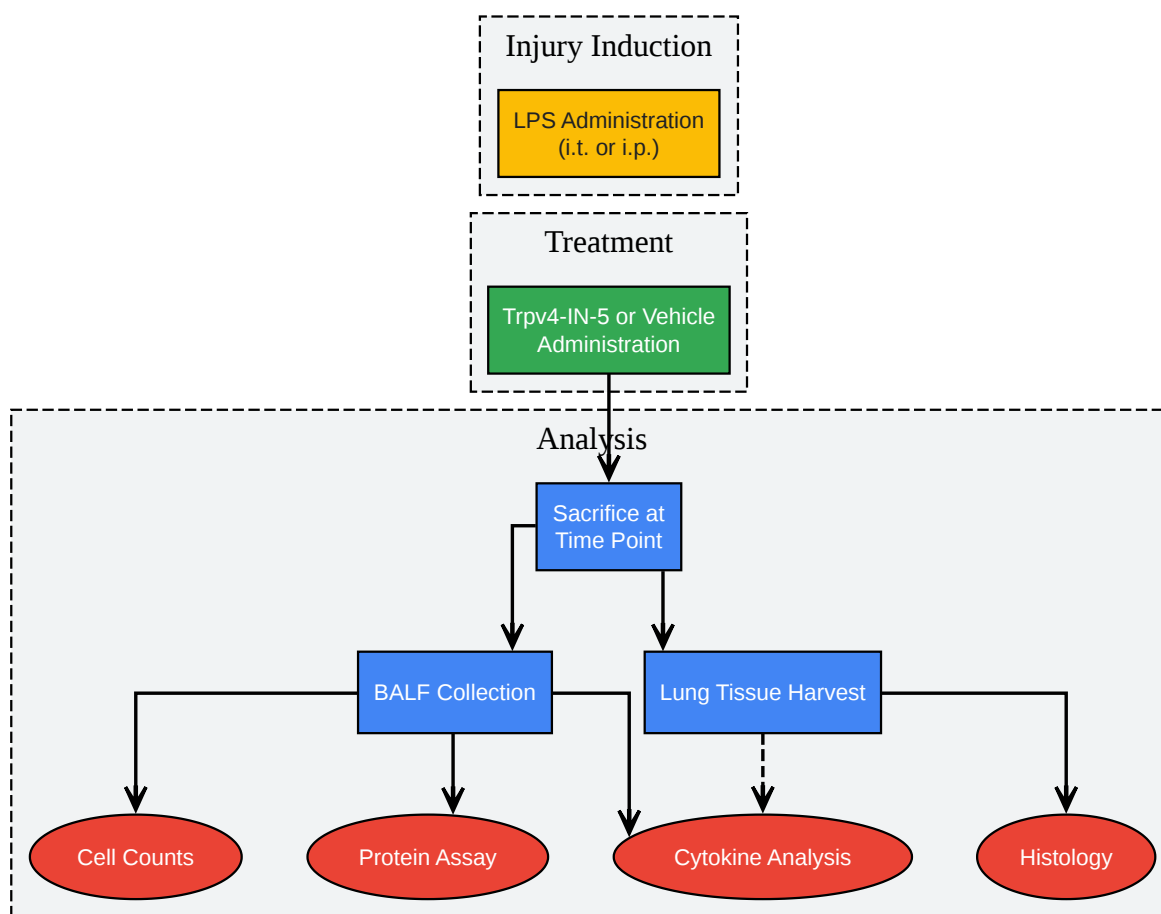 Injury Induction
LPS Administration
(i.t. or i.p.)
Treatment
Trpv4-IN-5 or Vehicle
Administration
Analysis
Sacrifice at
Time Point
BALF Collection
Lung Tissue Harvest
Cell Counts
Protein Assay
Cytokine Analysis
Histology